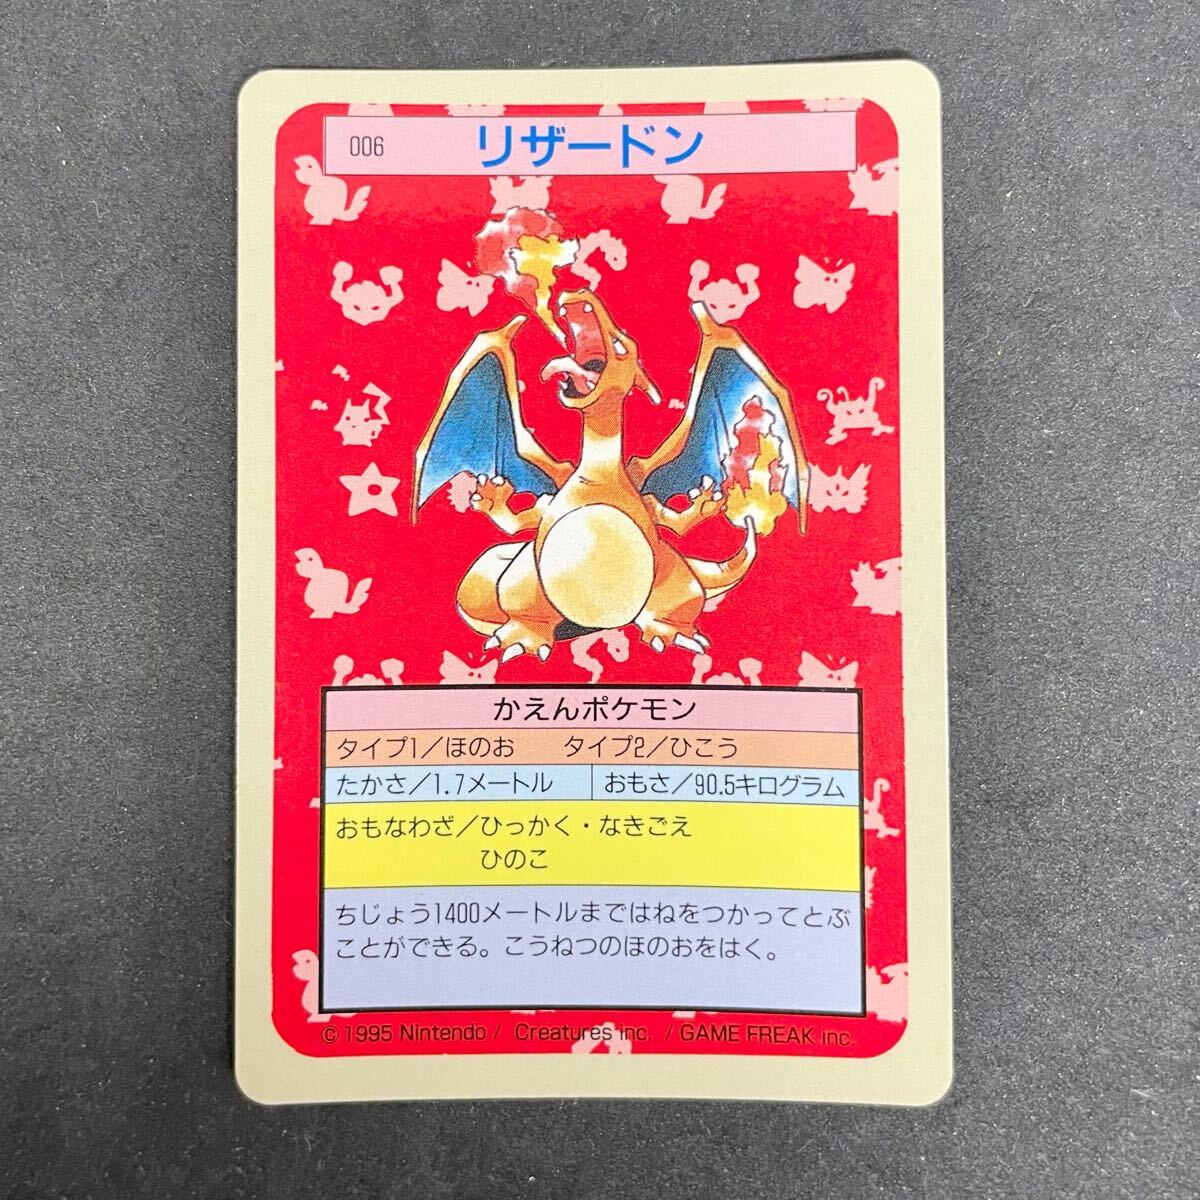 006 リザードン
かえんポケモン
タイプ1／ほのお タイプ2／ひこう
たかさ／1.7メートル おもさ／90.5キログラム
おもなわざ／ひっかく・なきごえ
ひのこ
ちじょう1400メートルまではねをつかってとぶ
ことができる。こうねつのほのおをはく。
© 1995 Nintendo / Creatures inc. / GAME FREAK inc.